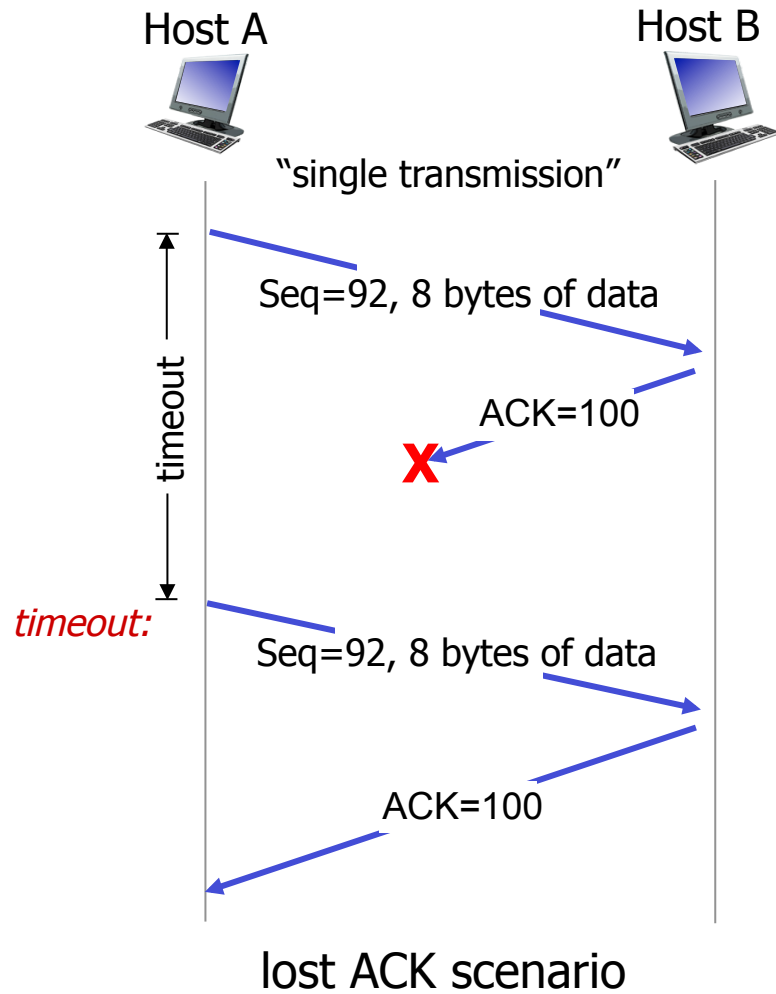 Host A
Host B
“single transmission”
Seq=92, 8 bytes of data
timeout
ACK=100
X
timeout:
Seq=92, 8 bytes of data
ACK=100
lost ACK scenario